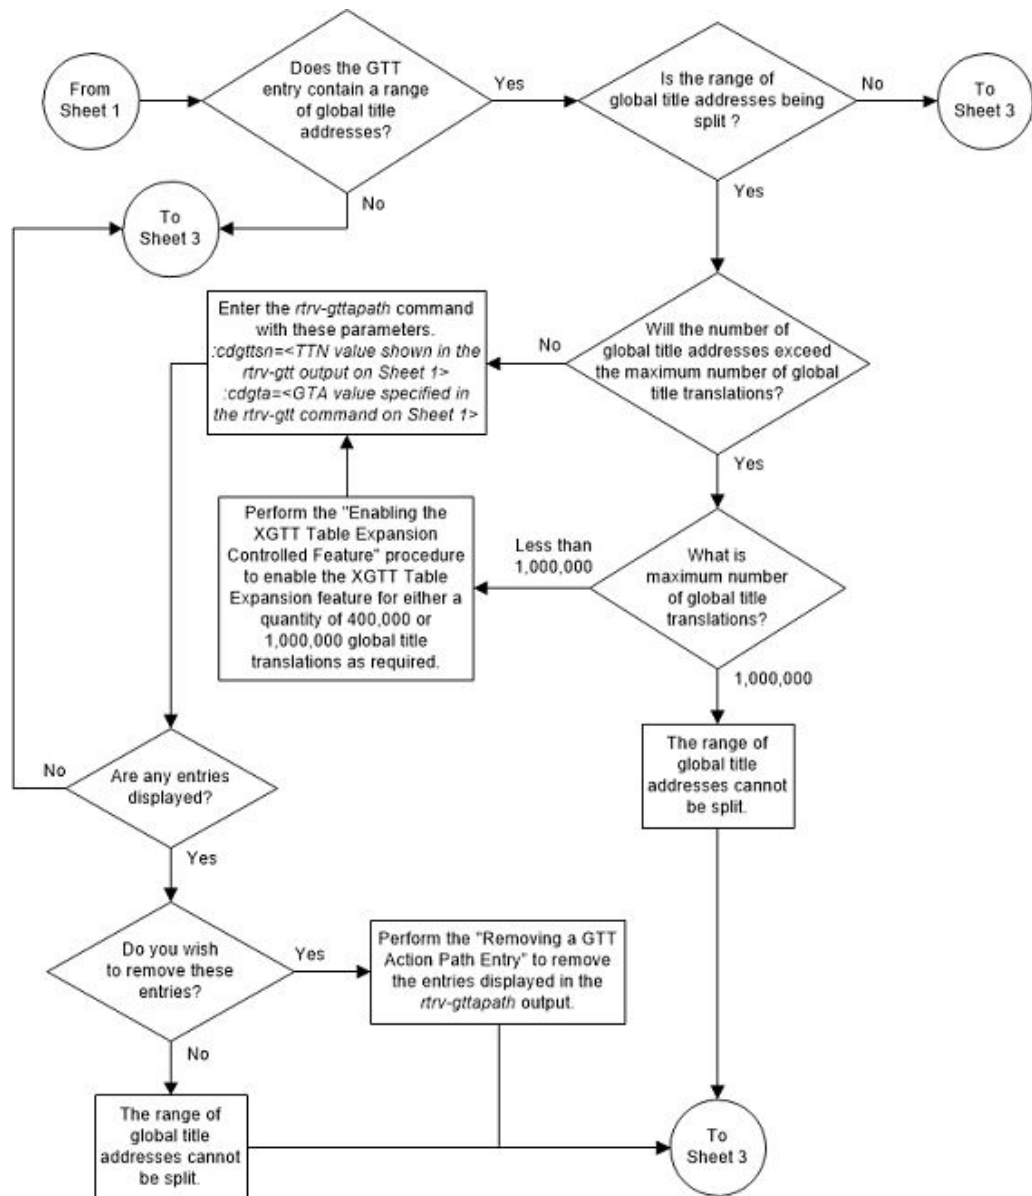 From
Sheet 1
Does the GTT
entry contain a range
of global title
addresses?
Yes
Is the range of
global title addresses being
split ?
No
To
Sheet 3
No
Yes
To
Sheet 3
Enter the rtrv-gttapath command
with these parameters.
:cdgttsn=<TTN value shown in the
rtrv-gtt output on Sheet 1>
:cdgta=<GTA value specified in
the rtrv-gtt command on Sheet 1>
No
Will the number of
global title addresses exceed
the maximum number of global
title translations?
Yes
Perform the "Enabling the
XGTT Table Expansion
Controlled Feature" procedure
to enable the XGTT Table
Expansion feature for either a
quantity of 400,000 or
1,000,000 global title
translations as required.
Less than
1,000,000
What is
maximum number
of global title
translations?
1,000,000
The range of
global title
addresses cannot
be split.
No
Are any entries
displayed?
Yes
Do you wish
to remove these
entries?
Yes
Perform the "Removing a GTT
Action Path Entry" to remove
the entries displayed in the
rtrv-gttapath output.
No
The range of
global title
addresses cannot
be split.
To
Sheet 3